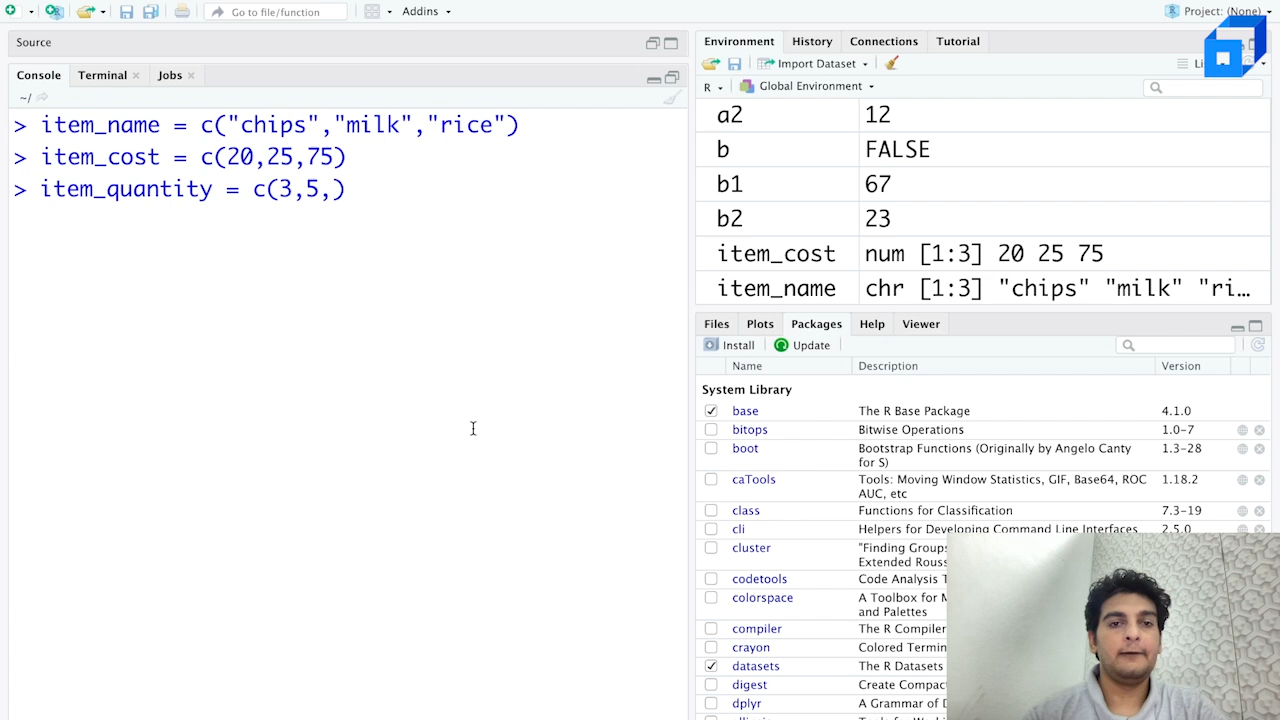 Go to file/function
Addins
Project: (None)
Source
Console
Terminal
Jobs
~/
> item_name = c("chips","milk","rice")
> item_cost = c(20,25,75)
> item_quantity = c(3,5,)
Environment
History
Connections
Tutorial
Import Dataset
R
Global Environment
a2 12
b FALSE
b1 67
b2 23
item_cost num [1:3] 20 25 75
item_name chr [1:3] "chips" "milk" "ri…
Files
Plots
Packages
Help
Viewer
Install
Update
Name Description Version
System Library
base The R Base Package 4.1.0
bitops Bitwise Operations 1.0-7
boot Bootstrap Functions (Originally by Angelo Canty 1.3-28
for S)
caTools Tools: Moving Window Statistics, GIF, Base64, ROC 1.18.2
AUC, etc
class Functions for Classification 7.3-19
cli Helpers for Developing Command Line Interfaces 2.5.0
cluster "Finding Groups
Extended Rouss
codetools Code Analysis T
colorspace A Toolbox for M
and Palettes
compiler The R Compiler
crayon Colored Termin
datasets The R Datasets
digest Create Compac
dplyr A Grammar of D